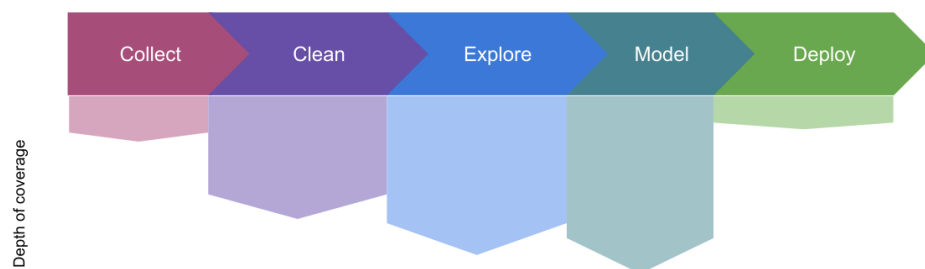 Collect
Clean
Explore
Model
Deploy
Depth of coverage